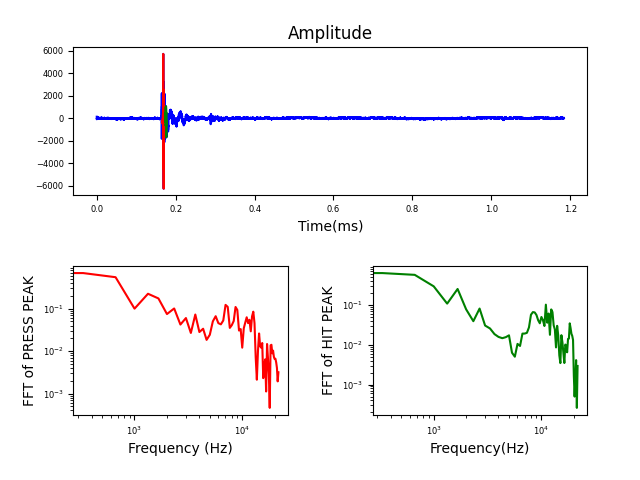 Amplitude
6000
4000
2000
0
−2000
−4000
−6000
0.0 0.2 0.4 0.6 0.8 1.0 1.2
Time(ms)
FFT of PRESS PEAK
10⁻¹
10⁻²
10⁻³
10³ 10⁴
Frequency (Hz)
FFT of HIT PEAK
10⁻¹
10⁻²
10⁻³
10³ 10⁴
Frequency(Hz)